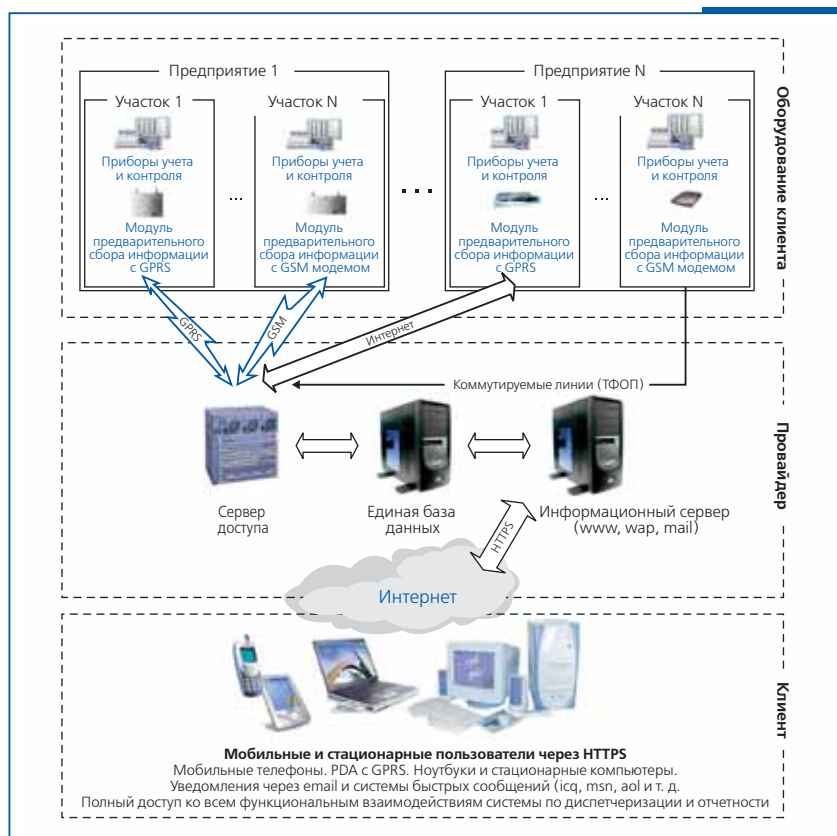 Предприятие 1
Предприятие N
Участок 1
Участок N
Участок 1
Участок N
Приборы учета
и контроля
Приборы учета
и контроля
Приборы учета
и контроля
Приборы учета
и контроля
...
...
...
Модуль
предварительного
сбора информации
с GPRS
Модуль
предварительного
сбора информации
с GSM модемом
Модуль
предварительного
сбора информации
с GPRS
Модуль
предварительного
сбора информации
с GSM модемом
Оборудование клиента
GPRS
GSM
Интернет
Коммутируемые линии (ТФОП)
Сервер
доступа
Единая база
данных
Информационный сервер
(www, wap, mail)
Провайдер
HTTPS
Интернет
Клиент
Мобильные и стационарные пользователи через HTTPS
Мобильные телефоны. PDA с GPRS. Ноутбуки и стационарные компьютеры.
Уведомления через email и системы быстрых сообщений (icq, msn, aol и т. д.
Полный доступ ко всем функциональным взаимодействиям системы по диспетчеризации и отчетности